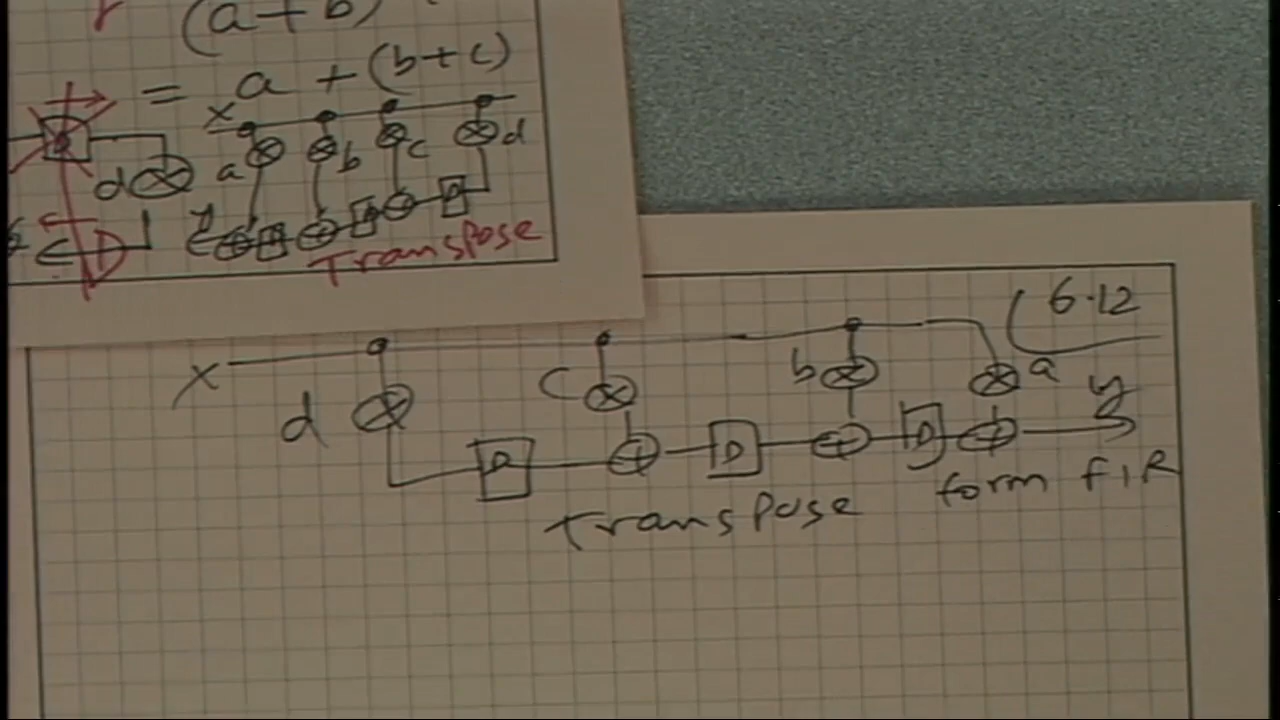 (a+b)
= a + (b+c)
x
d a b c d
D
y D D D
Transpose
6.12
x
d c b a y
D D D
transpose form FIR